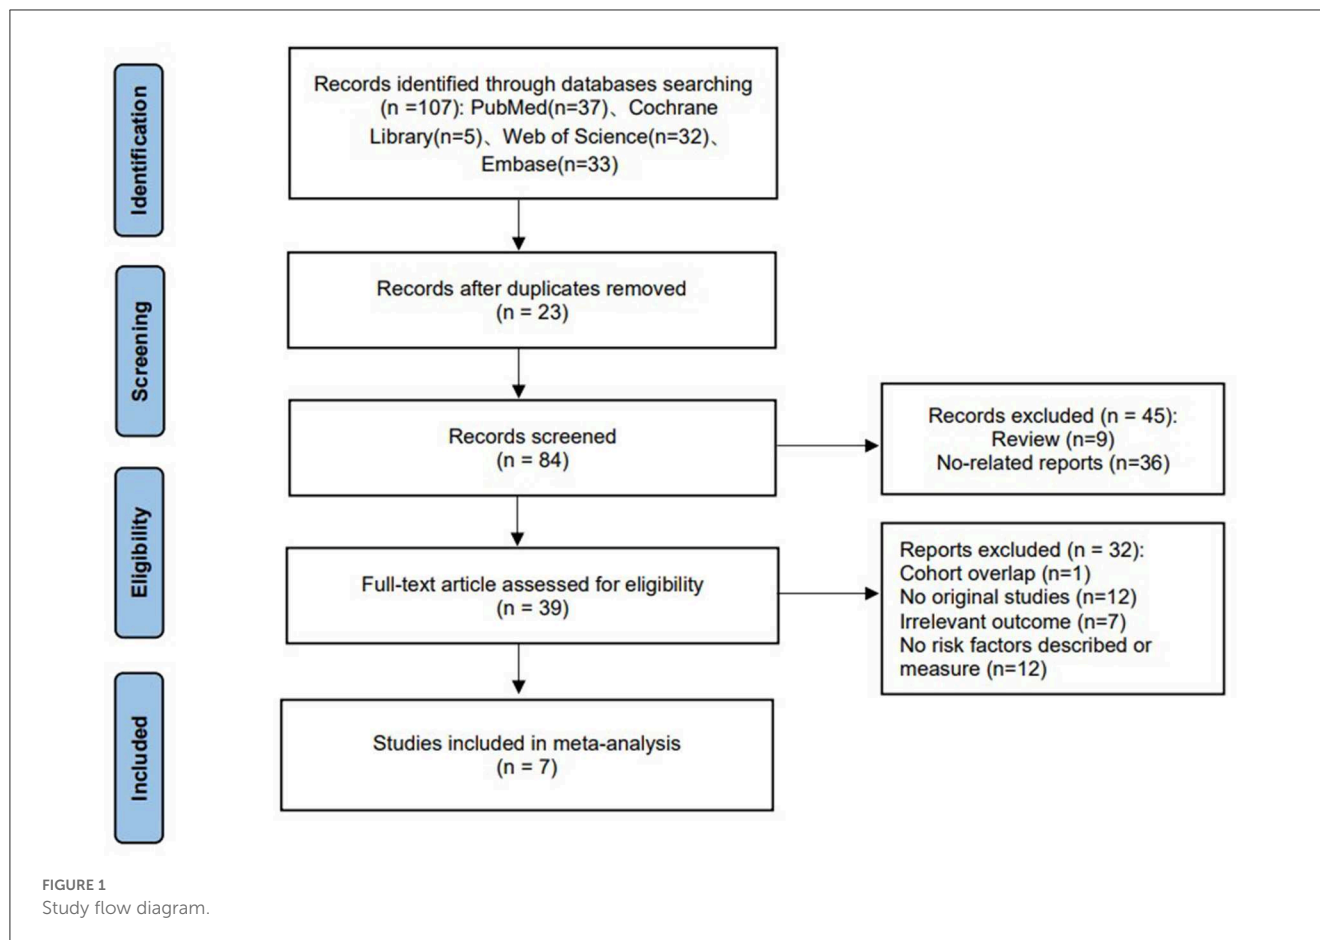 Identification
Records identified through databases searching
(n =107): PubMed(n=37)、Cochrane
Library(n=5)、Web of Science(n=32)、
Embase(n=33)
Screening
Records after duplicates removed
(n = 23)
Records screened
(n = 84)
Records excluded (n = 45):
Review (n=9)
No-related reports (n=36)
Eligibility
Full-text article assessed for eligibility
(n = 39)
Reports excluded (n = 32):
Cohort overlap (n=1)
No original studies (n=12)
Irrelevant outcome (n=7)
No risk factors described or
measure (n=12)
Included
Studies included in meta-analysis
(n = 7)
FIGURE 1
Study flow diagram.